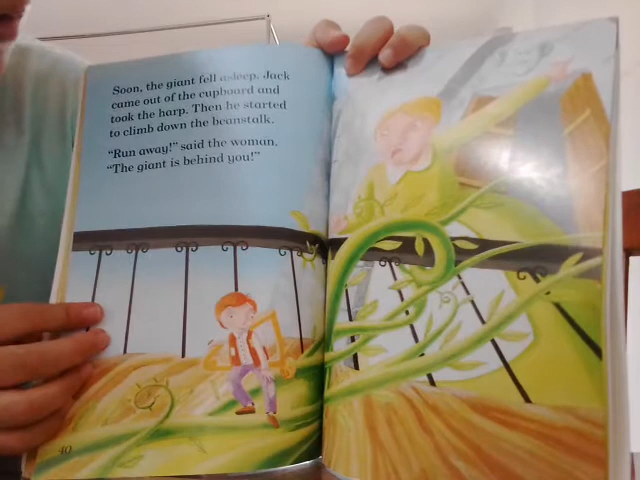 Soon, the giant fell asleep. Jack
came out of the cupboard and
took the harp. Then he started
to climb down the beanstalk.
"Run away!" said the woman.
"The giant is behind you!"
40